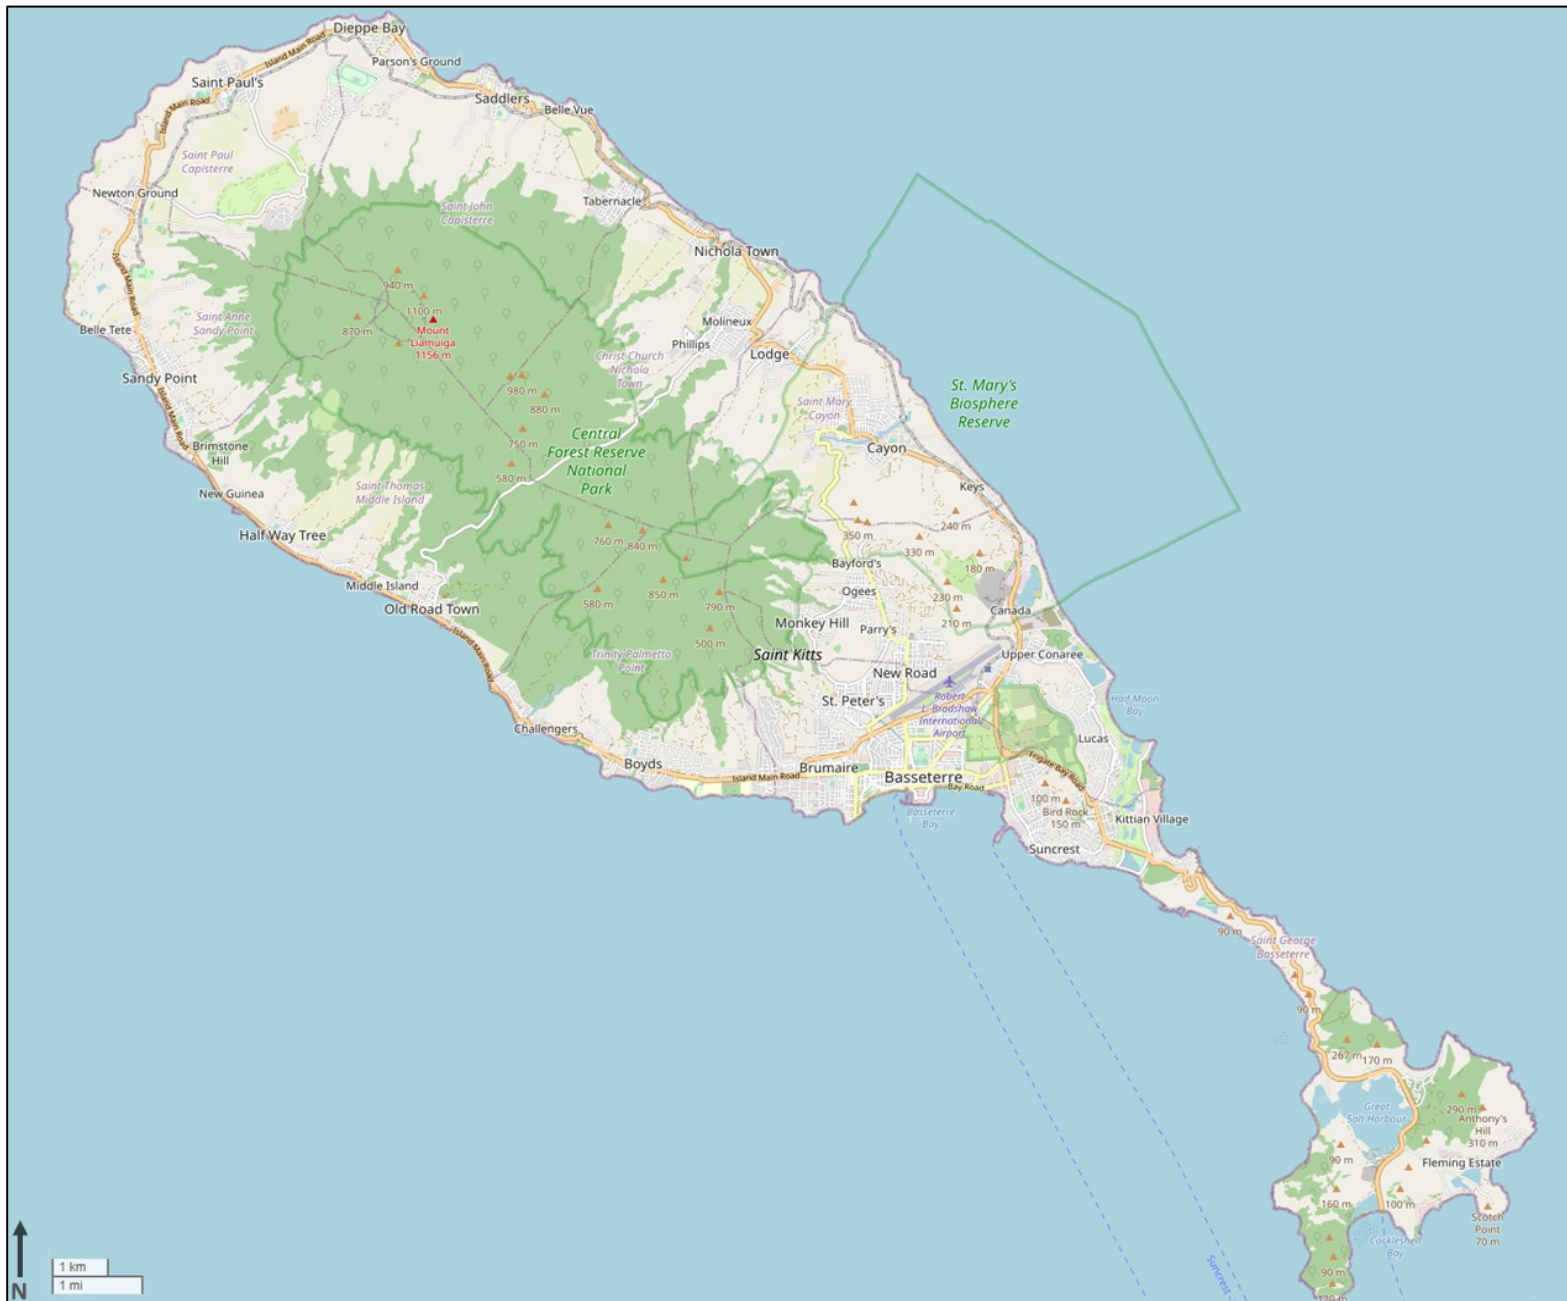 Dieppe Bay
Island Main Road
Parson's Ground
Saint Paul's
Saddlers
Island Main Road
Belle Vue
Saint Paul
Capisterre
Newton Ground
Tabernacle
Saint John
Capisterre
Nichola Town
Island Main Road
940 m
1100 m
Saint Anne
Sandy Point
870 m
Mount
Liamuiga
1156 m
Belle Tete
Molineux
Phillips
Lodge
Christ Church
Nichola
Town
Sandy Point
980 m
880 m
Saint Mary
Cayon
St. Mary's
Biosphere
Reserve
Island Main Road
750 m
Central
Forest Reserve
National
Park
Brimstone
Hill
Cayon
580 m
Saint Thomas
Middle Island
New Guinea
Keys
Half Way Tree
760 m
840 m
350 m
240 m
330 m
180 m
Bayford's
Middle Island
580 m
850 m
790 m
Ogees
230 m
Old Road Town
Canada
210 m
Monkey Hill
Parry's
Island Main Road
500 m
Trinity Palmetto
Point
Saint Kitts
Upper Conaree
New Road
St. Peter's
Robert
L. Bradshaw
International
Airport
Half Moon
Bay
Challengers
Lucas
Boyds
Brumaire
Island Main Road
Basseterre
Bay Road
Frigate Bay Road
100 m
Bird Rock
150 m
Basseterre
Bay
Kittian Village
Suncrest
90 m
Saint George
Basseterre
90 m
267 m
170 m
Great
Salt Harbour
290 m
Anthony's
Hill
310 m
90 m
Fleming Estate
160 m
100 m
Scotch
Point
70 m
Cockleshell
Bay
Suncrest
90 m
120 m
N
1 km
1 mi